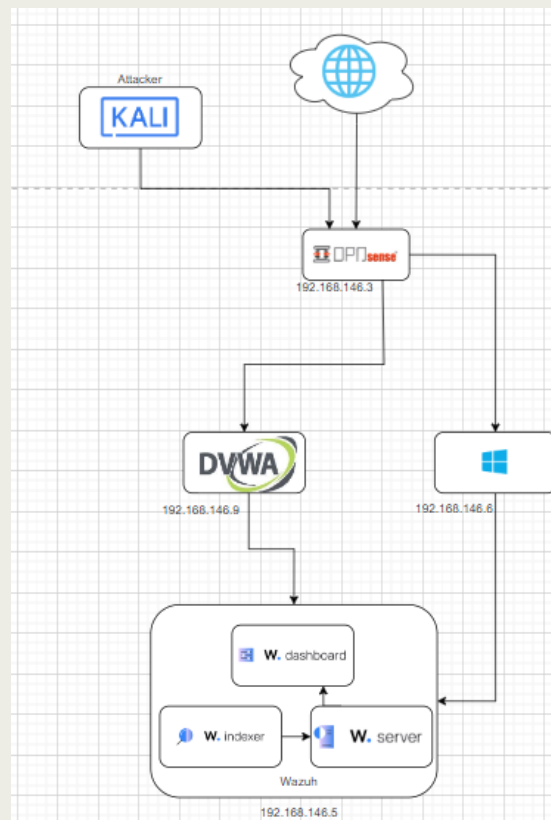 Attacker
KALI
OPNsense
192.168.146.3
DVWA
192.168.146.9
192.168.146.6
W. dashboard
W. indexer
W. server
Wazuh
192.168.146.5